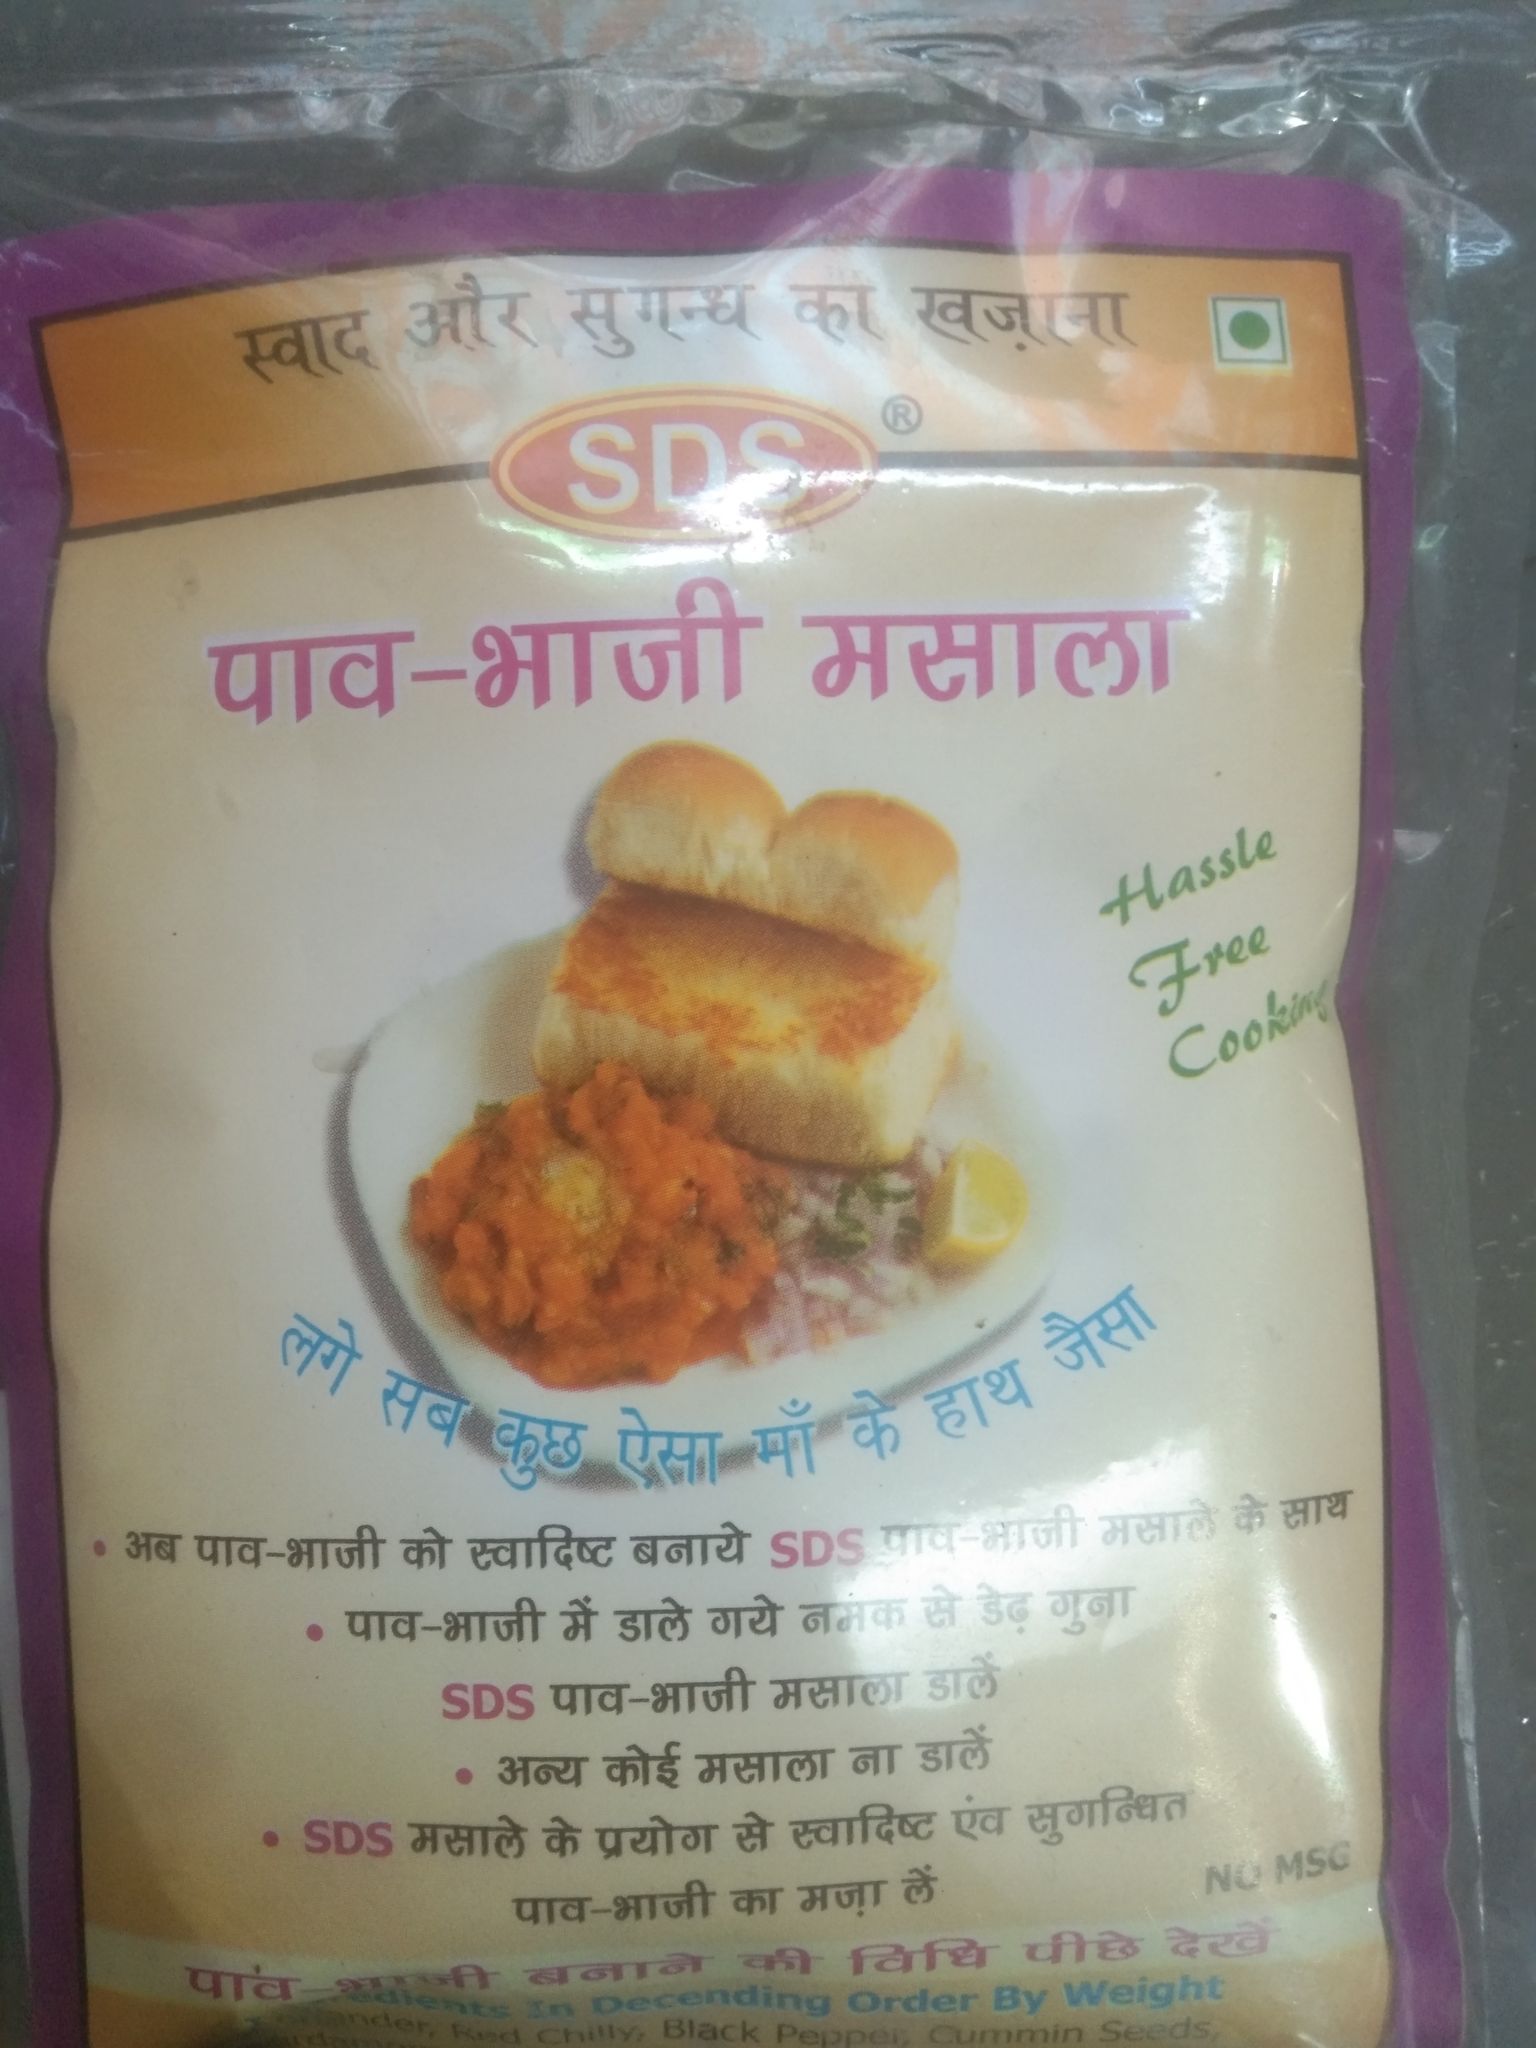 स्वाद और सुगन्ध का खज़ाना
SDS ®
पाव-भाजी मसाला
Hassle
Free
Cooking
लगे सब कुछ ऐसा माँ के हाथ जैसा
• अब पाव-भाजी को स्वादिष्ट बनाये SDS पाव-भाजी मसाले के साथ
• पाव-भाजी में डाले गये नमक से डेढ़ गुना
SDS पाव-भाजी मसाला डालें
• अन्य कोई मसाला ना डालें
• SDS मसाले के प्रयोग से स्वादिष्ट एंव सुगन्धित
पाव-भाजी का मज़ा लें
NO MSG
पाव-भाजी बनाने की विधि पीछे देखें
In Decending Order By Weight
Red Chilly, Black Pepper, Cummin Seeds,